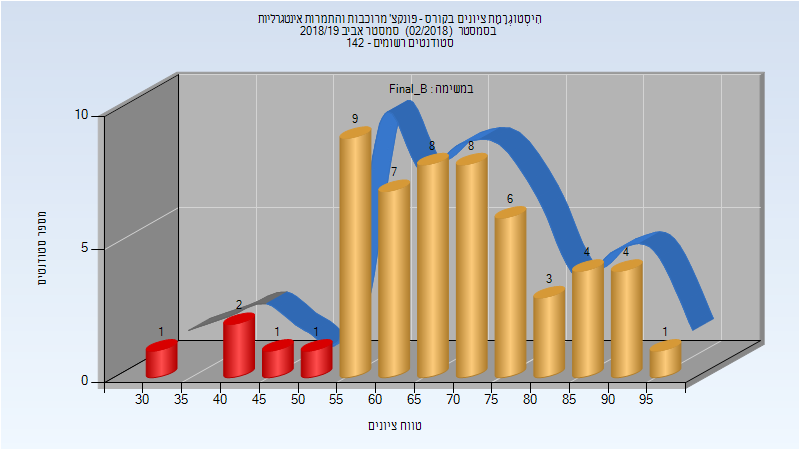 הִיסְטוּגְרָמַת ציונים בקורס - פונקצ' מרוכבות והתמרות אינטגרליות
בסמסטר (02/2018) סמסטר אביב 2018/19
סטודנטים רשומים - 142
במשימה : Final_B
10
5
0
מספר סטודנטים
1
2
1
1
9
7
8
8
6
3
4
4
1
30 35 40 45 50 55 60 65 70 75 80 85 90 95
טווח ציונים